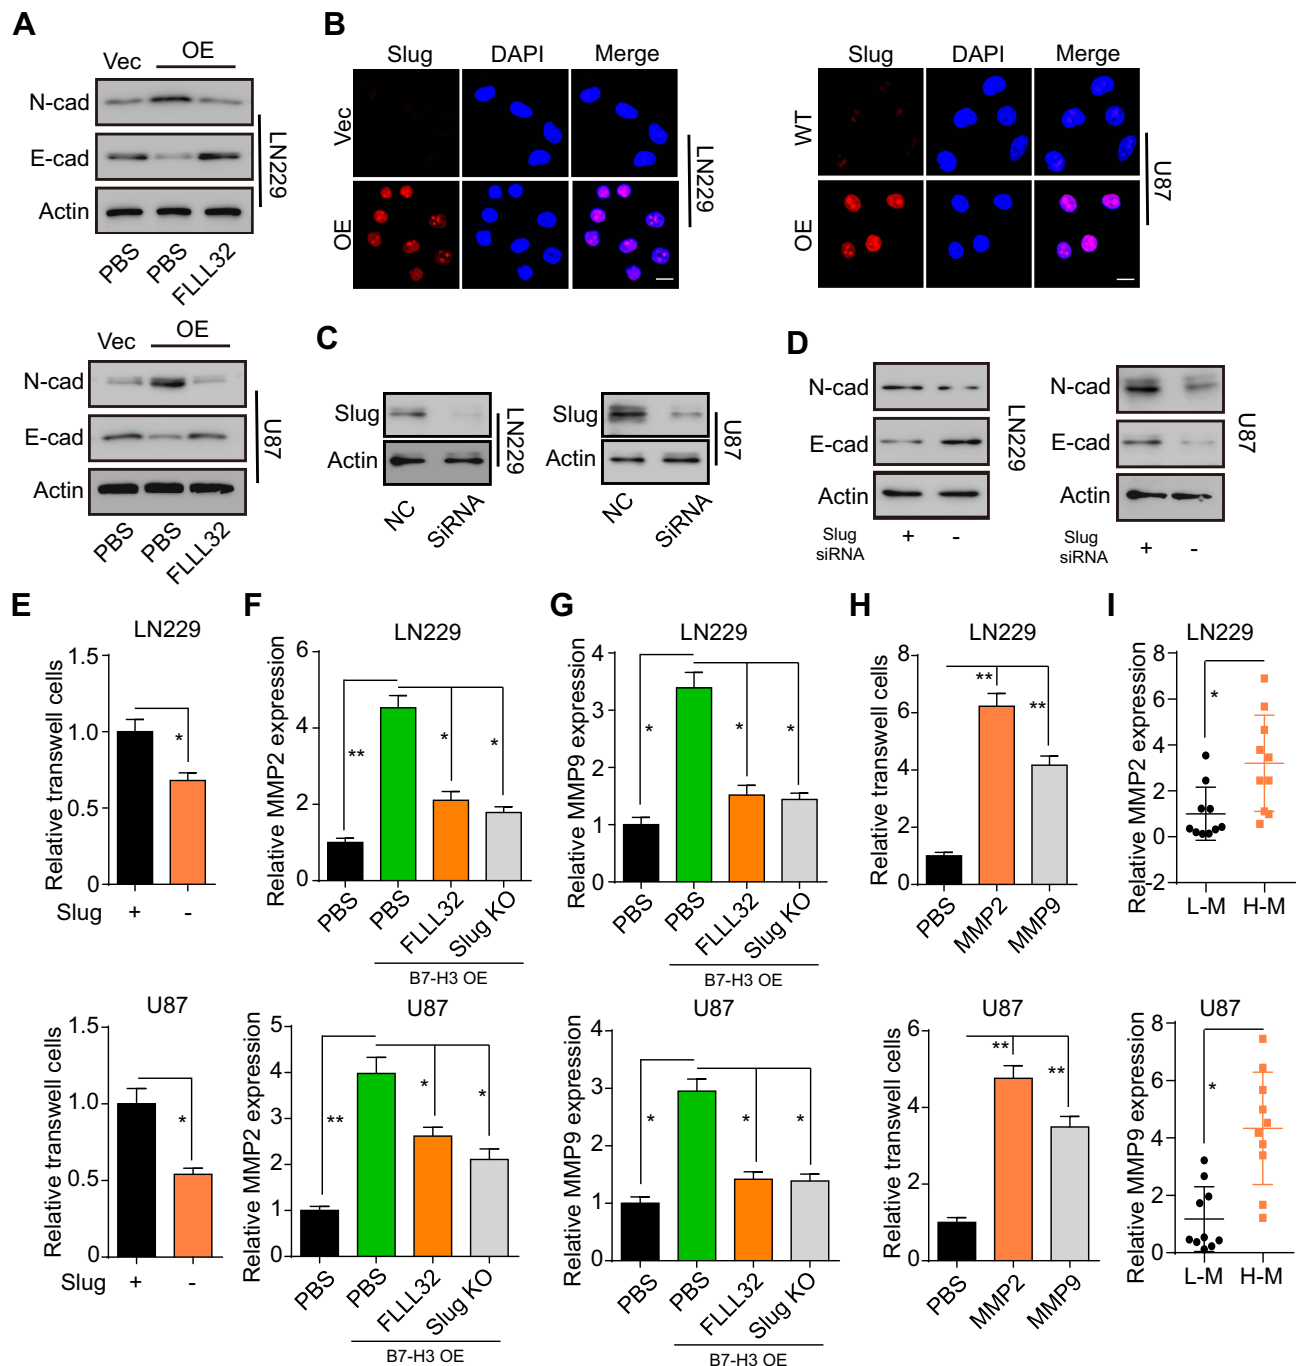 A
Vec
OE
N-cad
E-cad
Actin
LN229
PBS
PBS
FLLL32
Vec
OE
N-cad
E-cad
Actin
U87
PBS
PBS
FLLL32
B
Slug
DAPI
Merge
Vec
OE
LN229
Slug
DAPI
Merge
WT
OE
U87
C
Slug
Actin
LN229
NC
SiRNA
Slug
Actin
U87
NC
SiRNA
D
N-cad
E-cad
Actin
LN229
Slug
siRNA
+
-
N-cad
E-cad
Actin
U87
Slug
siRNA
+
-
E
LN229
Relative transwell cells
1.5
1.0
0.5
0
*
Slug
+
-
U87
Relative transwell cells
1.5
1.0
0.5
0
*
Slug
+
-
F
LN229
Relative MMP2 expression
6
4
2
0
**
*
*
PBS
PBS
FLLL32
Slug KO
B7-H3 OE
U87
Relative MMP2 expression
5
4
3
2
1
0
**
*
*
PBS
PBS
FLLL32
Slug KO
B7-H3 OE
G
LN229
Relative MMP9 expression
4
3
2
1
0
*
*
*
PBS
PBS
FLLL32
Slug KO
B7-H3 OE
U87
Relative MMP9 expression
4
3
2
1
0
*
*
*
PBS
PBS
FLLL32
Slug KO
B7-H3 OE
H
LN229
Relative transwell cells
8
6
4
2
0
**
**
PBS
MMP2
MMP9
U87
Relative transwell cells
6
4
2
0
**
**
PBS
MMP2
MMP9
I
LN229
Relative MMP2 expression
8
6
4
2
0
-2
*
L-M
H-M
U87
Relative MMP9 expression
8
6
4
2
0
*
L-M
H-M